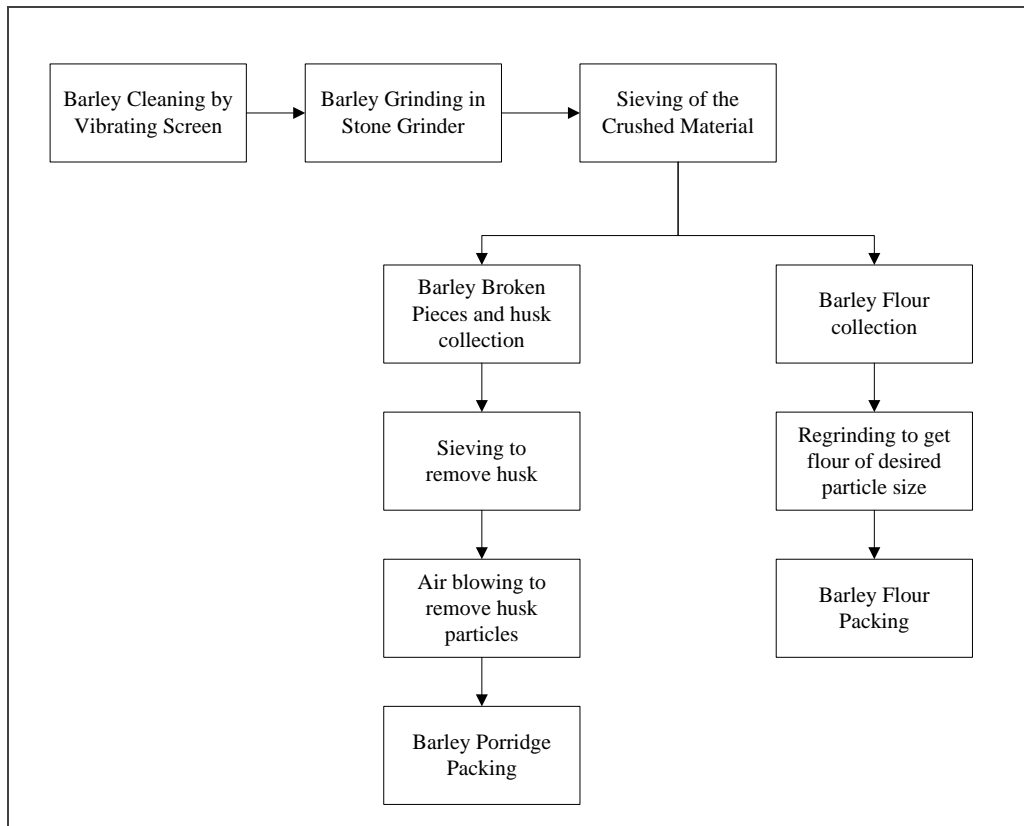 Barley Cleaning by
Vibrating Screen
Barley Grinding in
Stone Grinder
Sieving of the
Crushed Material
Barley Broken
Pieces and husk
collection
Barley Flour
collection
Sieving to
remove husk
Regrinding to get
flour of desired
particle size
Air blowing to
remove husk
particles
Barley Flour
Packing
Barley Porridge
Packing